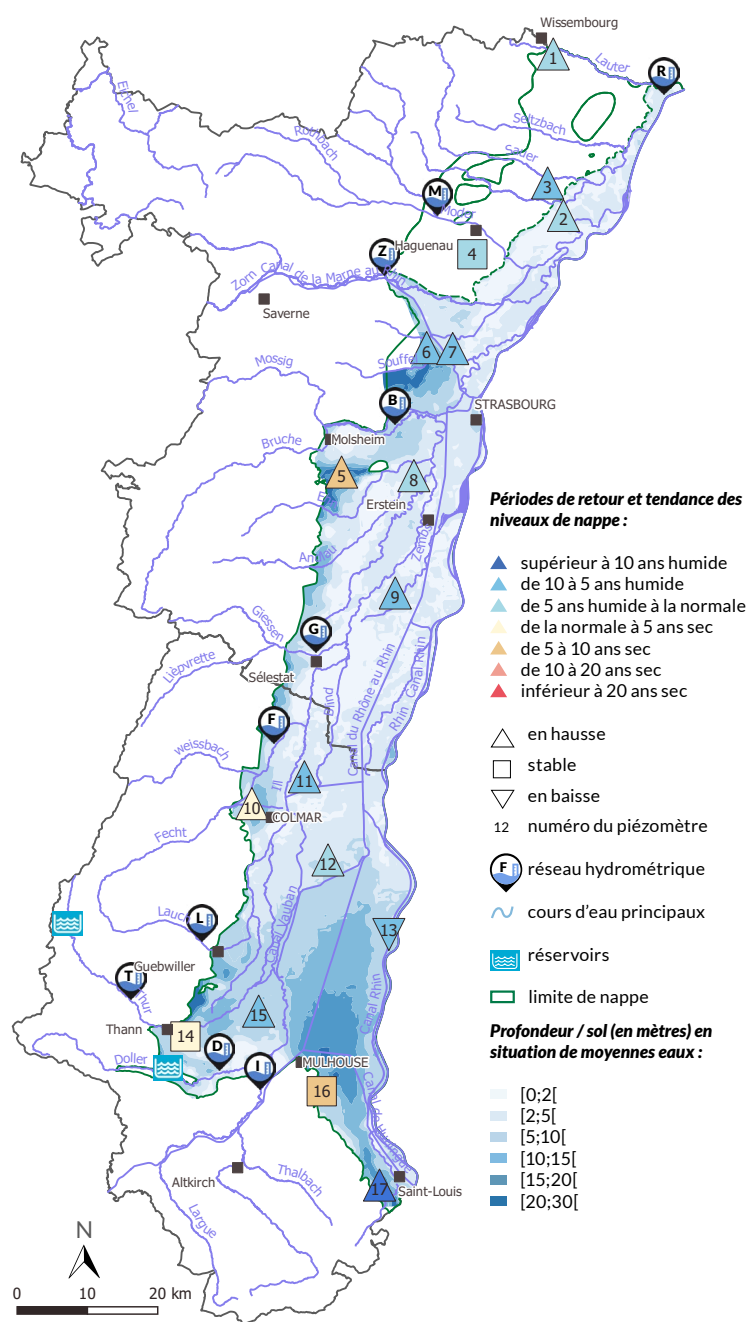 Wissembourg
1
Lauter
R
Eichel
Seltzbach
Rothbach
Sauer
M
3
Moder
2
Haguenau
4
Z
Zorn Canal de la Marne au Rhin
Saverne
Mossig
Souffel
6
7
B
STRASBOURG
Bruche
Molsheim
5
8
Erstein
Zembs
9
Giessen
G
Sélestat
Lièpvrette
Blind
Canal du Rhône au Rhin
Rhin - Canal Rhin
F
weissbach
Ill
11
10
COLMAR
Fecht
12
Lauch
L
Canal Vauban
13
Guebwiller
T
Thur
Canal Rhin
15
Thann
14
Doller
D
I
MULHOUSE
16
Canal de Huningue
Altkirch
Thalbach
17
Saint-Louis
Largue
N
0 10 20 km
Périodes de retour et tendance des
niveaux de nappe :
supérieur à 10 ans humide
de 10 à 5 ans humide
de 5 ans humide à la normale
de la normale à 5 ans sec
de 5 à 10 ans sec
de 10 à 20 ans sec
inférieur à 20 ans sec
en hausse
stable
en baisse
12 numéro du piézomètre
F réseau hydrométrique
cours d'eau principaux
réservoirs
limite de nappe
Profondeur / sol (en mètres) en
situation de moyennes eaux :
[0;2[
[2;5[
[5;10[
[10;15[
[15;20[
[20;30[